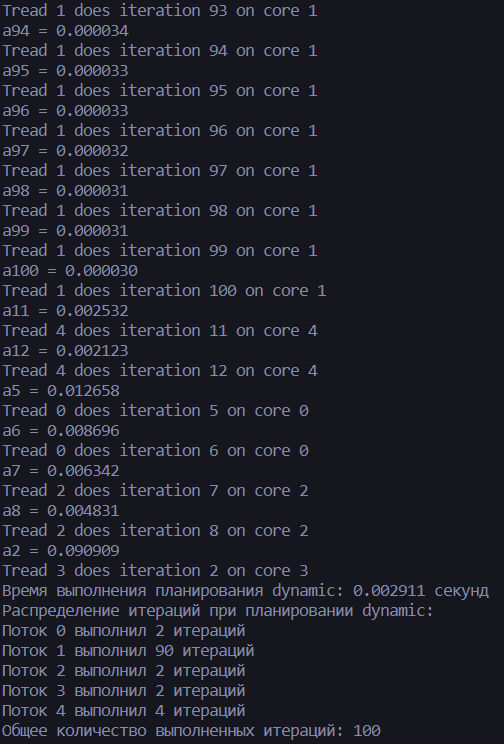 Tread 1 does iteration 93 on core 1
a94 = 0.000034
Tread 1 does iteration 94 on core 1
a95 = 0.000033
Tread 1 does iteration 95 on core 1
a96 = 0.000033
Tread 1 does iteration 96 on core 1
a97 = 0.000032
Tread 1 does iteration 97 on core 1
a98 = 0.000031
Tread 1 does iteration 98 on core 1
a99 = 0.000031
Tread 1 does iteration 99 on core 1
a100 = 0.000030
Tread 1 does iteration 100 on core 1
a11 = 0.002532
Tread 4 does iteration 11 on core 4
a12 = 0.002123
Tread 4 does iteration 12 on core 4
a5 = 0.012658
Tread 0 does iteration 5 on core 0
a6 = 0.008696
Tread 0 does iteration 6 on core 0
a7 = 0.006342
Tread 2 does iteration 7 on core 2
a8 = 0.004831
Tread 2 does iteration 8 on core 2
a2 = 0.090909
Tread 3 does iteration 2 on core 3
Время выполнения планирования dynamic: 0.002911 секунд
Распределение итераций при планировании dynamic:
Поток 0 выполнил 2 итераций
Поток 1 выполнил 90 итераций
Поток 2 выполнил 2 итераций
Поток 3 выполнил 2 итераций
Поток 4 выполнил 4 итераций
Общее количество выполненных итераций: 100